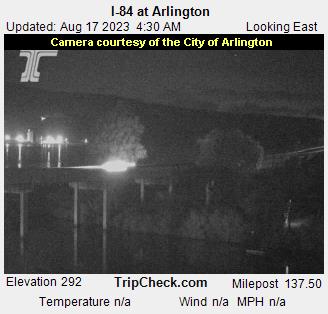 I-84 at Arlington
Updated: Aug 17 2023 4:30 AM Looking East
Camera courtesy of the City of Arlington
Elevation 292 TripCheck.com Milepost 137.50
Temperature n/a Wind n/a MPH n/a